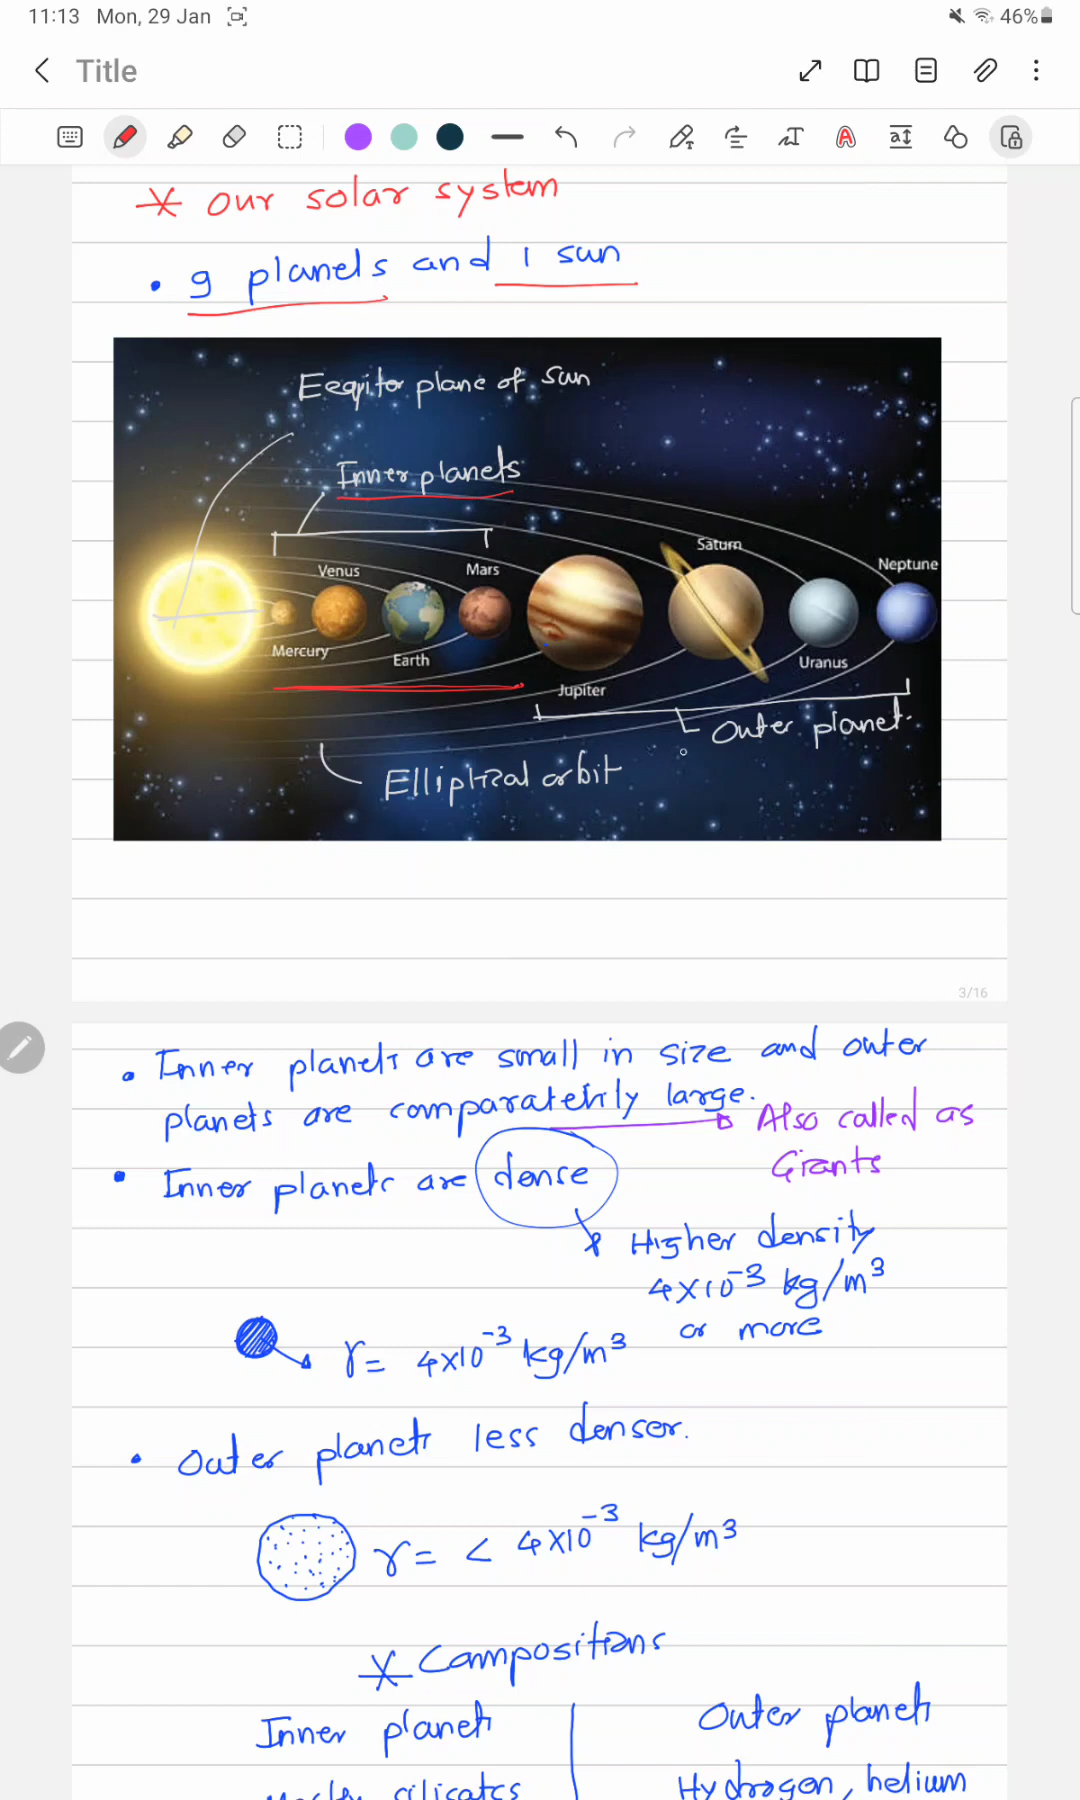 11:13 Mon, 29 Jan 46%
Title
* our solar system
• 9 planets and 1 sun
Eeqitor plane of sun
Inner planets
Saturn
Neptune
Venus
Mars
Mercury
Earth
Uranus
Jupiter
Outer planet.
Elliptical orbit
3/16
• Inner planets are small in size and outer
planets are comparatetily large.
Also called as
Giants
• Inner planets are dense
* Higher density
4×10⁻³ kg/m³
or more
γ = 4×10⁻³ kg/m³
• Outer planets less denser.
γ = < 4×10⁻³ kg/m³
* Compositions
Inner planets
Outer planets
Mostly silicates
Hydrogen, helium